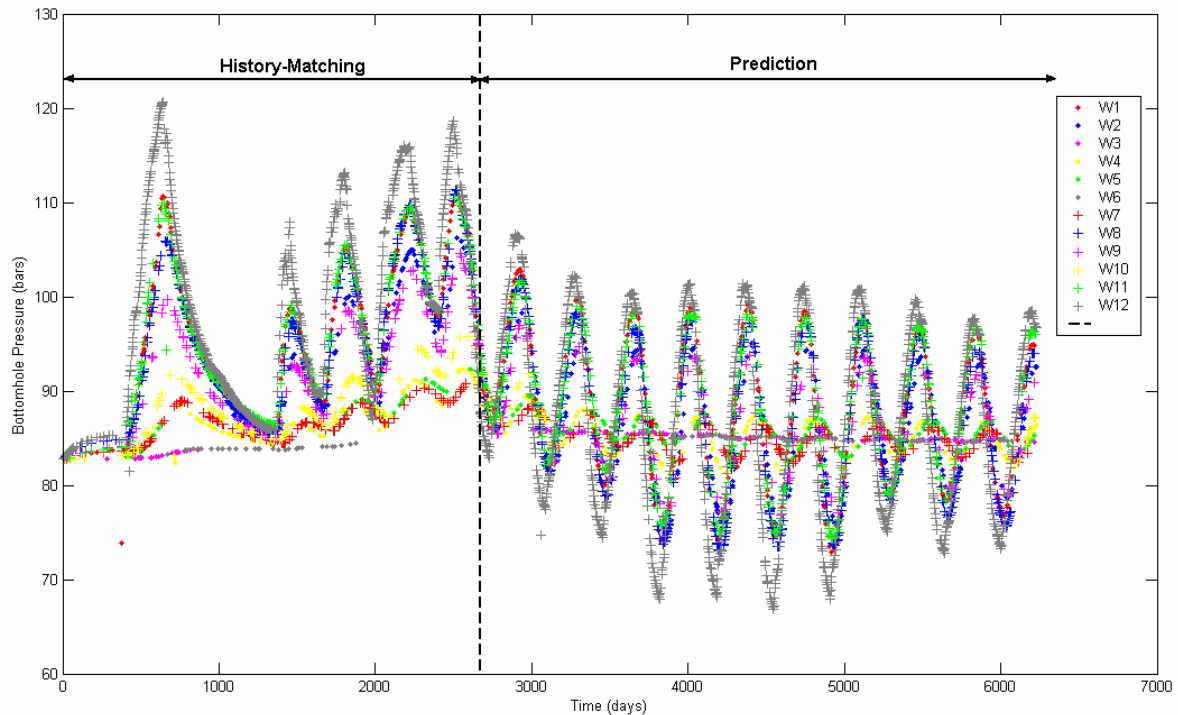 130
120
110
100
90
80
70
60
Bottomhole Pressure (bars)
History-Matching
Prediction
W1
W2
W3
W4
W5
W6
W7
W8
W9
W10
W11
W12
0 1000 2000 3000 4000 5000 6000 7000
Time (days)